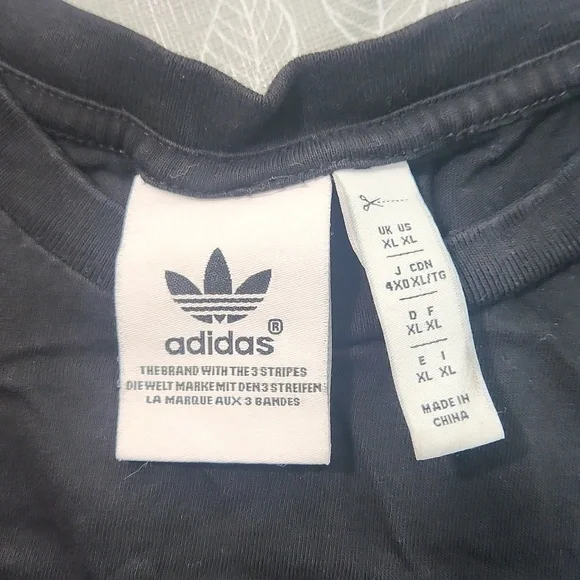 adidas®
THE BRAND WITH THE 3 STRIPES
DIE WELT MARKE MIT DEN 3 STREIFEN
LA MARQUE AUX 3 BANDES
UK US
XL XL
J CDN
4XO XL/TG
D F
XL XL
E I
XL XL
MADE IN
CHINA